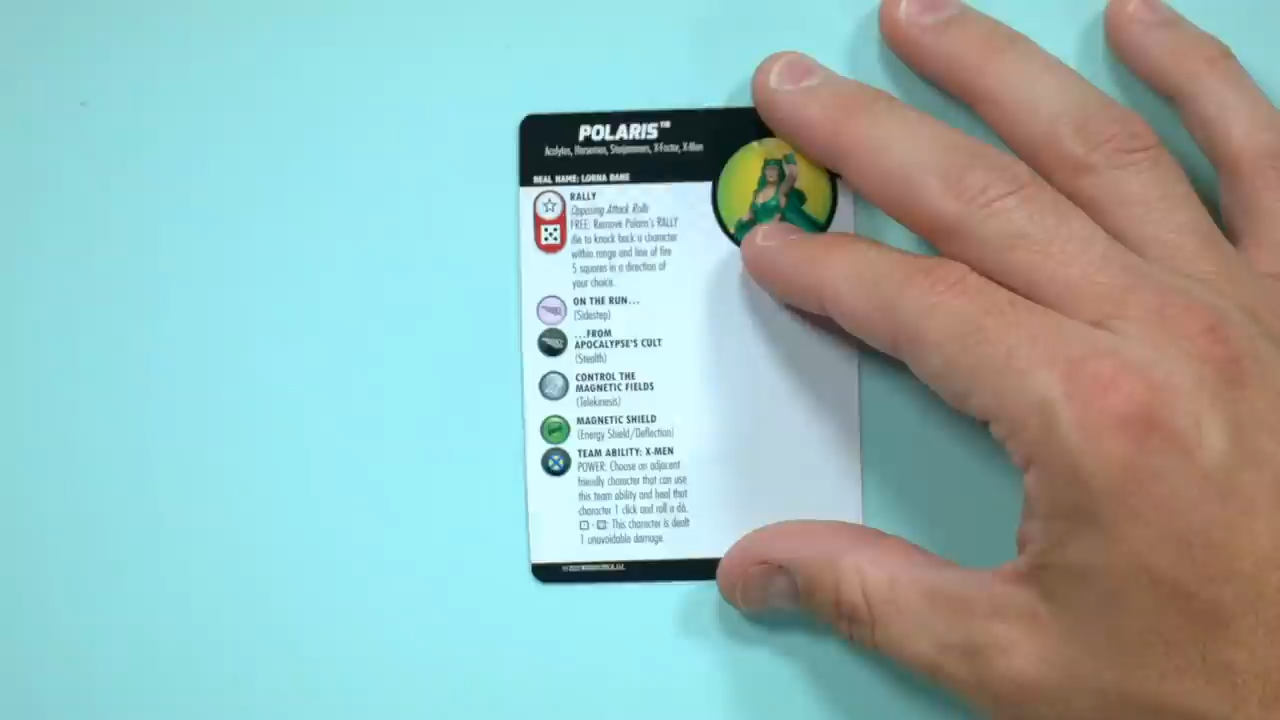 POLARIS™
Acolytes, Horsemen, Starjammers, X-Factor, X-Men
REAL NAME: LORNA DANE
RALLY
Opposing Attack Rolls
FREE: Remove Polaris's RALLY
die to knock back a character
within range and line of fire
5 squares in a direction of
your choice.
ON THE RUN...
(Sidestep)
...FROM
APOCALYPSE'S CULT
(Stealth)
CONTROL THE
MAGNETIC FIELDS
(Telekinesis)
MAGNETIC SHIELD
(Energy Shield/Deflection)
TEAM ABILITY: X-MEN
POWER: Choose an adjacent
friendly character that can use
this team ability and heal that
character 1 click and roll a d6.
- : This character is dealt
1 unavoidable damage.